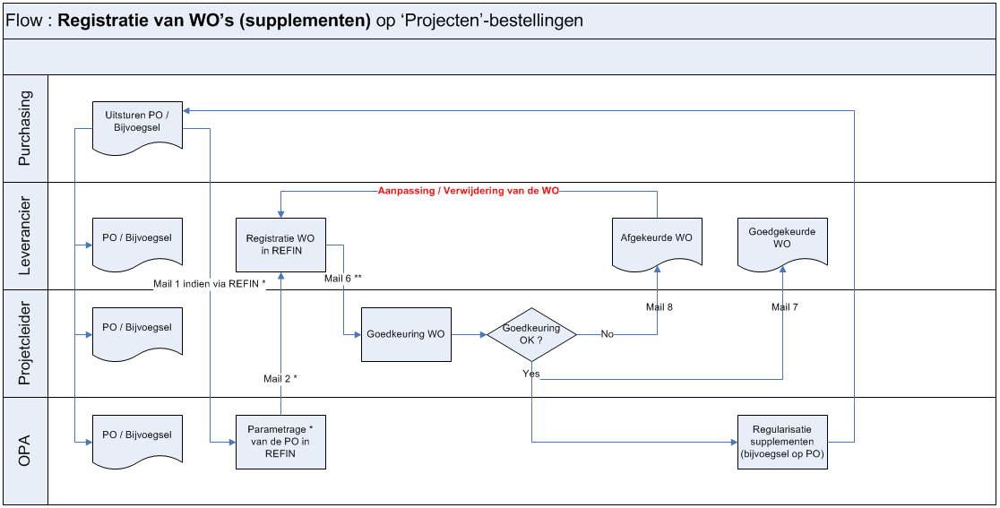 Flow : Registratie van WO's (supplementen) op ‘Projecten’-bestellingen
Purchasing
Uitsturen PO /
Bijvoegsel
Leverancier
Aanpassing / Verwijdering van de WO
PO / Bijvoegsel
Registratie WO
in REFIN
Afgekeurde WO
Goedgekeurde
WO
Mail 1 indien via REFIN *
Mail 6 **
Projetcleider
Mail 8
Mail 7
PO / Bijvoegsel
Goedkeuring WO
Goedkeuring
OK ?
No
Yes
Mail 2 *
OPA
PO / Bijvoegsel
Parametrage *
van de PO in
REFIN
Regularisatie
supplementen
(bijvoegsel op PO)